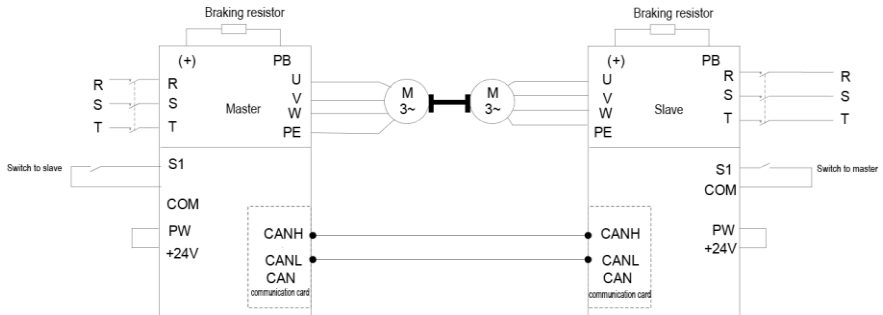 Braking resistor
(+)
PB
R
S
T
R
S
T
Master
U
V
W
PE
M
3~
Switch to slave
S1
COM
PW
+24V
CANH
CANL
CAN
communication card
Braking resistor
(+)
PB
M
3~
U
V
W
PE
Slave
R
S
T
R
S
T
S1
COM
Switch to master
PW
+24V
CANH
CANL
CAN
communication card